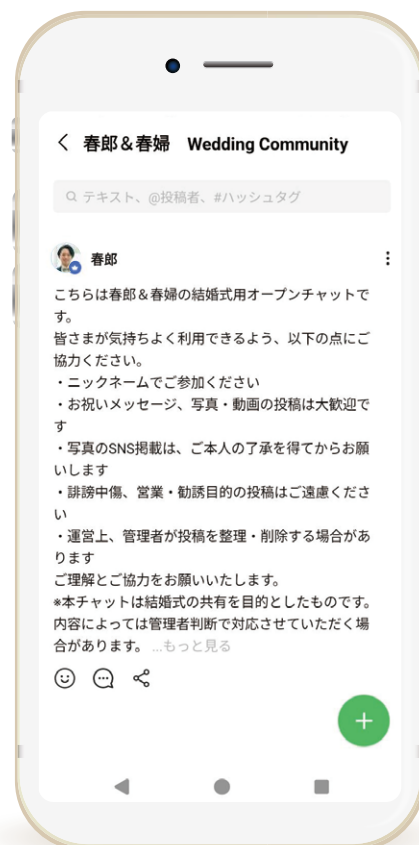 春郎＆春婦　Wedding Community
テキスト、@投稿者、#ハッシュタグ
春郎
こちらは春郎＆春婦の結婚式用オープンチャットで
す。
皆さまが気持ちよく利用できるよう、以下の点にご
協力ください。
・ニックネームでご参加ください
・お祝いメッセージ、写真・動画の投稿は大歓迎で
す
・写真のSNS掲載は、ご本人の了承を得てからお願
いします
・誹謗中傷、営業・勧誘目的の投稿はご遠慮くださ
い
・運営上、管理者が投稿を整理・削除する場合があ
ります
ご理解とご協力をお願いいたします。
※本チャットは結婚式の共有を目的としたものです。
内容によっては管理者判断で対応させていただく場
合があります。 ...もっと見る